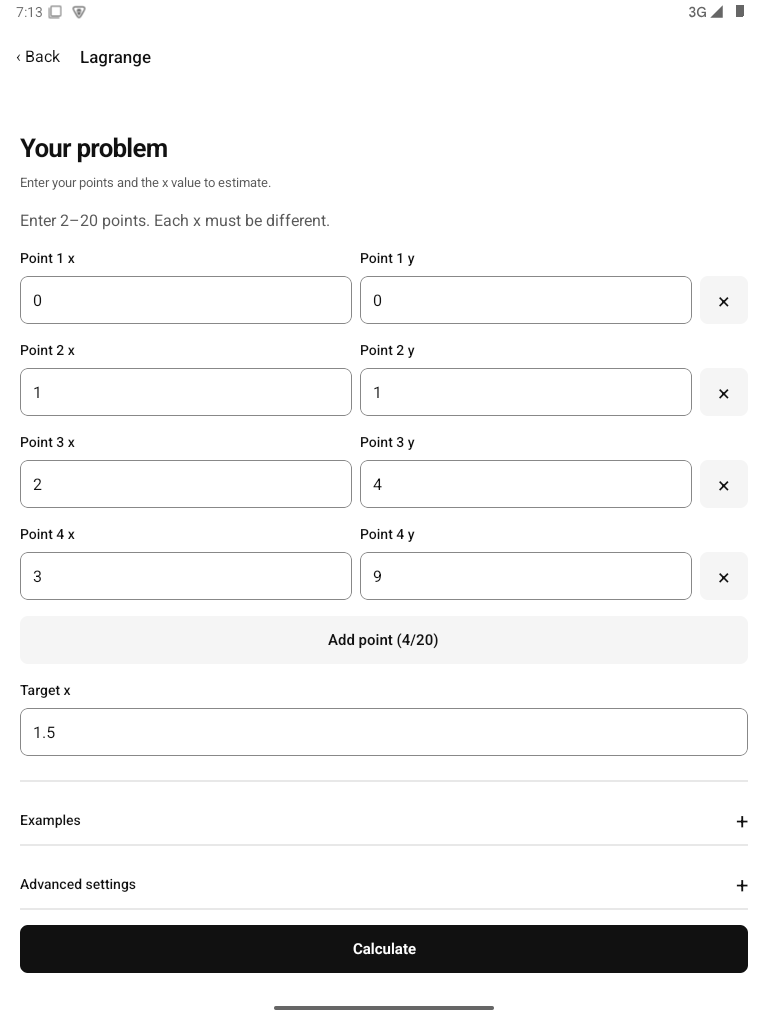 7:13 3G
‹ Back Lagrange
Your problem
Enter your points and the x value to estimate.
Enter 2–20 points. Each x must be different.
Point 1 x Point 1 y
0 0 ×
Point 2 x Point 2 y
1 1 ×
Point 3 x Point 3 y
2 4 ×
Point 4 x Point 4 y
3 9 ×
Add point (4/20)
Target x
1.5
Examples +
Advanced settings +
Calculate